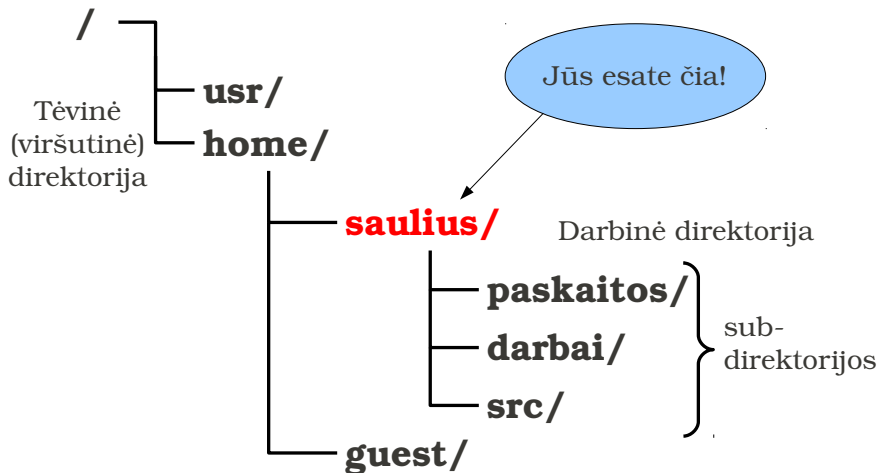 /
Jūs esate čia!
usr/
Tėvinė
(viršutinė)
direktorija
home/
saulius/
Darbinė direktorija
paskaitos/
darbai/
src/
sub-
direktorijos
guest/